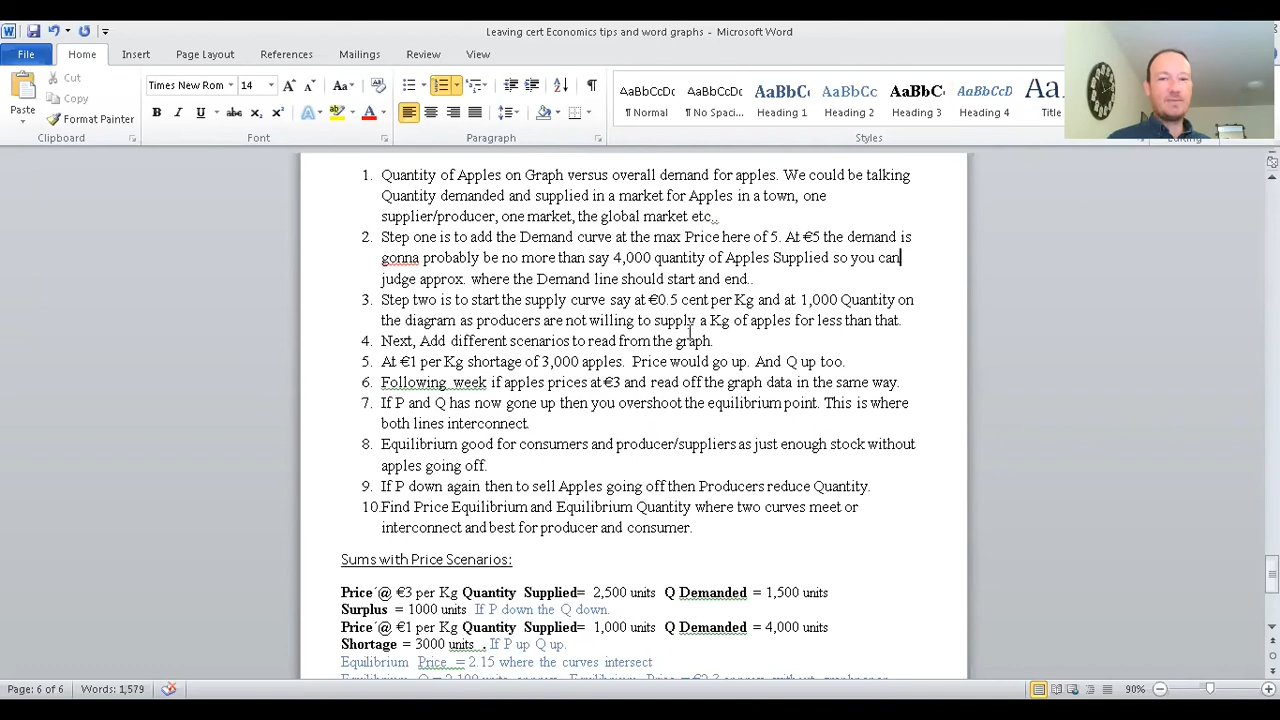 Leaving cert Economics tips and word graphs - Microsoft Word
File Home Insert Page Layout References Mailings Review View
Cut
Copy
Format Painter
Paste
Times New Rom 14
AaBbCcDc AaBbCcDc AaBbC AaBbCc AaBbC AaBbCcD
¶ Normal ¶ No Spaci... Heading 1 Heading 2 Heading 3 Heading 4 Title
Clipboard Font Paragraph Styles Editing
1. Quantity of Apples on Graph versus overall demand for apples. We could be talking
Quantity demanded and supplied in a market for Apples in a town, one
supplier/producer, one market, the global market etc..
2. Step one is to add the Demand curve at the max Price here of 5. At €5 the demand is
gonna probably be no more than say 4,000 quantity of Apples Supplied so you can
judge approx. where the Demand line should start and end..
3. Step two is to start the supply curve say at €0.5 cent per Kg and at 1,000 Quantity on
the diagram as producers are not willing to supply a Kg of apples for less than that.
4. Next, Add different scenarios to read from the graph.
5. At €1 per Kg shortage of 3,000 apples. Price would go up. And Q up too.
6. Following week if apples prices at €3 and read off the graph data in the same way.
7. If P and Q has now gone up then you overshoot the equilibrium point. This is where
both lines interconnect.
8. Equilibrium good for consumers and producer/suppliers as just enough stock without
apples going off.
9. If P down again then to sell Apples going off then Producers reduce Quantity.
10. Find Price Equilibrium and Equilibrium Quantity where two curves meet or
interconnect and best for producer and consumer.
Sums with Price Scenarios:
Price´@ €3 per Kg Quantity Supplied= 2,500 units Q Demanded = 1,500 units
Surplus = 1000 units If P down the Q down.
Price´@ €1 per Kg Quantity Supplied= 1,000 units Q Demanded = 4,000 units
Shortage = 3000 units . If P up Q up.
Equilibrium Price = 2.15 where the curves intersect
Page: 6 of 6 Words: 1,579 90%